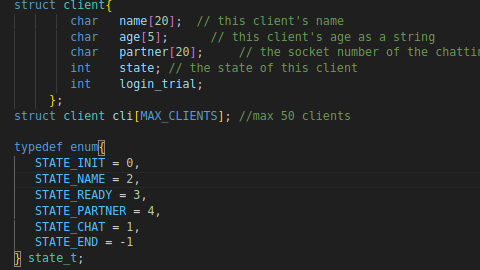 struct client{
char name[20]; // this client's name
char age[5]; // this client's age as a string
char partner[20]; // the socket number of the
int state; // the state of this client
int login_trial;
};
struct client cli[MAX_CLIENTS]; //max 50 clients
typedef enum{
STATE_INIT = 0,
STATE_NAME = 2,
STATE_READY = 3,
STATE_PARTNER = 4,
STATE_CHAT = 1,
STATE_END = -1
} state_t;